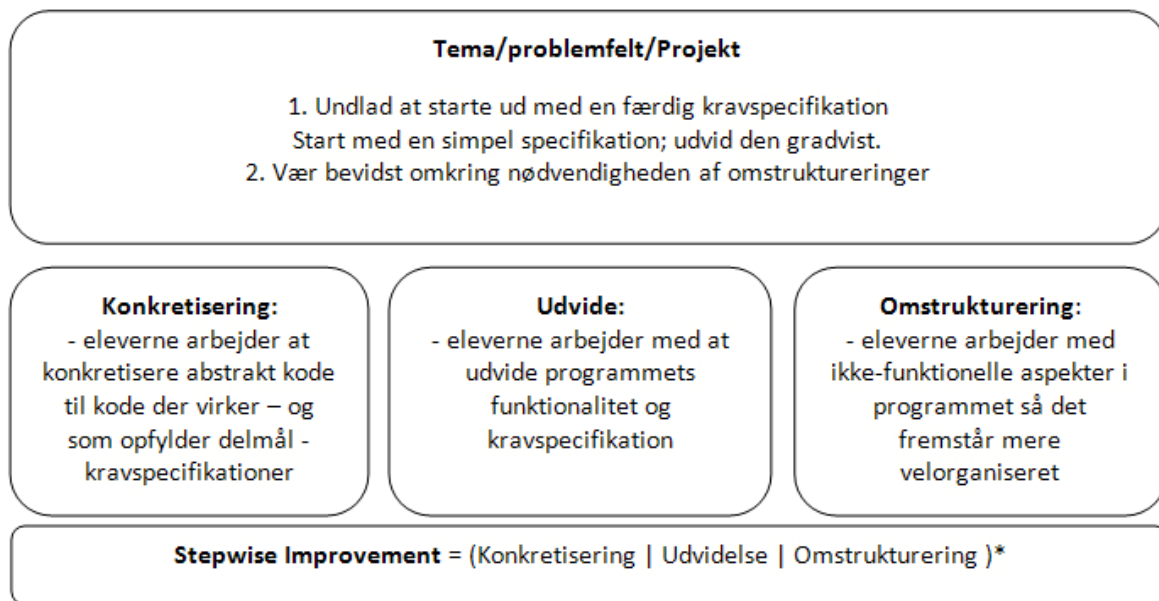 Tema/problemfelt/Projekt
1. Undlad at starte ud med en færdig kravspecifikation
Start med en simpel specifikation; udvid den gradvist.
2. Vær bevidst omkring nødvendigheden af omstruktureringer
Konkretisering:
- eleverne arbejder at
konkretisere abstrakt kode
til kode der virker – og
som opfylder delmål -
kravspecifikationer
Udvide:
- eleverne arbejder med at
udvide programmets
funktionalitet og
kravspecifikation
Omstrukturering:
- eleverne arbejder med
ikke-funktionelle aspekter i
programmet så det
fremstår mere
velorganiseret
Stepwise Improvement = (Konkretisering | Udvidelse | Omstrukturering )*